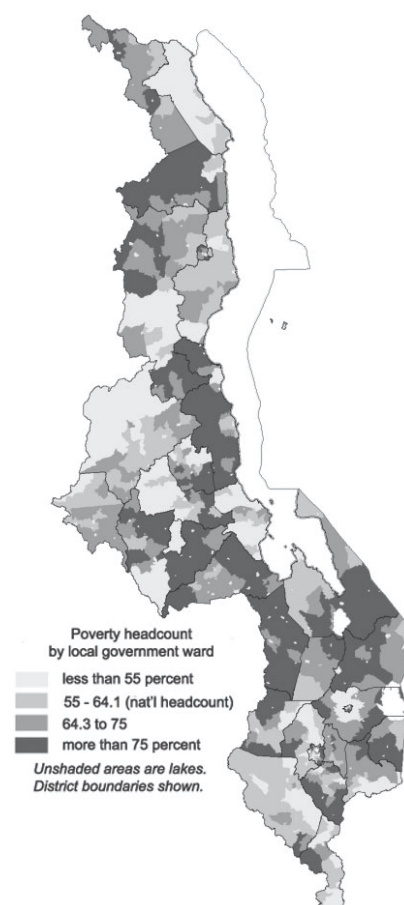 Poverty headcount
by local government ward
less than 55 percent
55 - 64.1 (nat'l headcount)
64.3 to 75
more than 75 percent
Unshaded areas are lakes.
District boundaries shown.